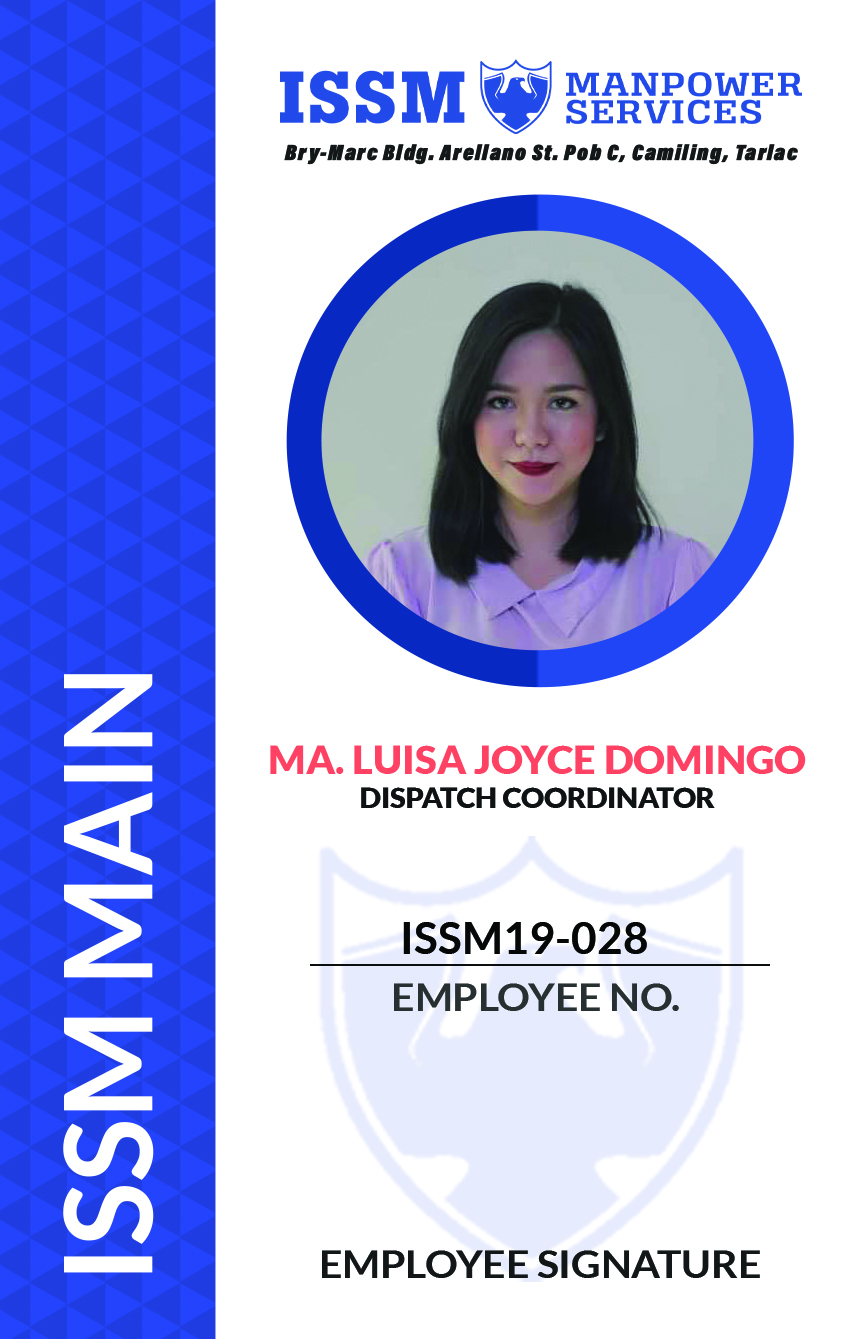 ISSM MANPOWER
SERVICES
Bry-Marc Bldg. Arellano St. Pob C, Camiling, Tarlac
MA. LUISA JOYCE DOMINGO
DISPATCH COORDINATOR
ISSM19-028
EMPLOYEE NO.
EMPLOYEE SIGNATURE
ISSM MAIN